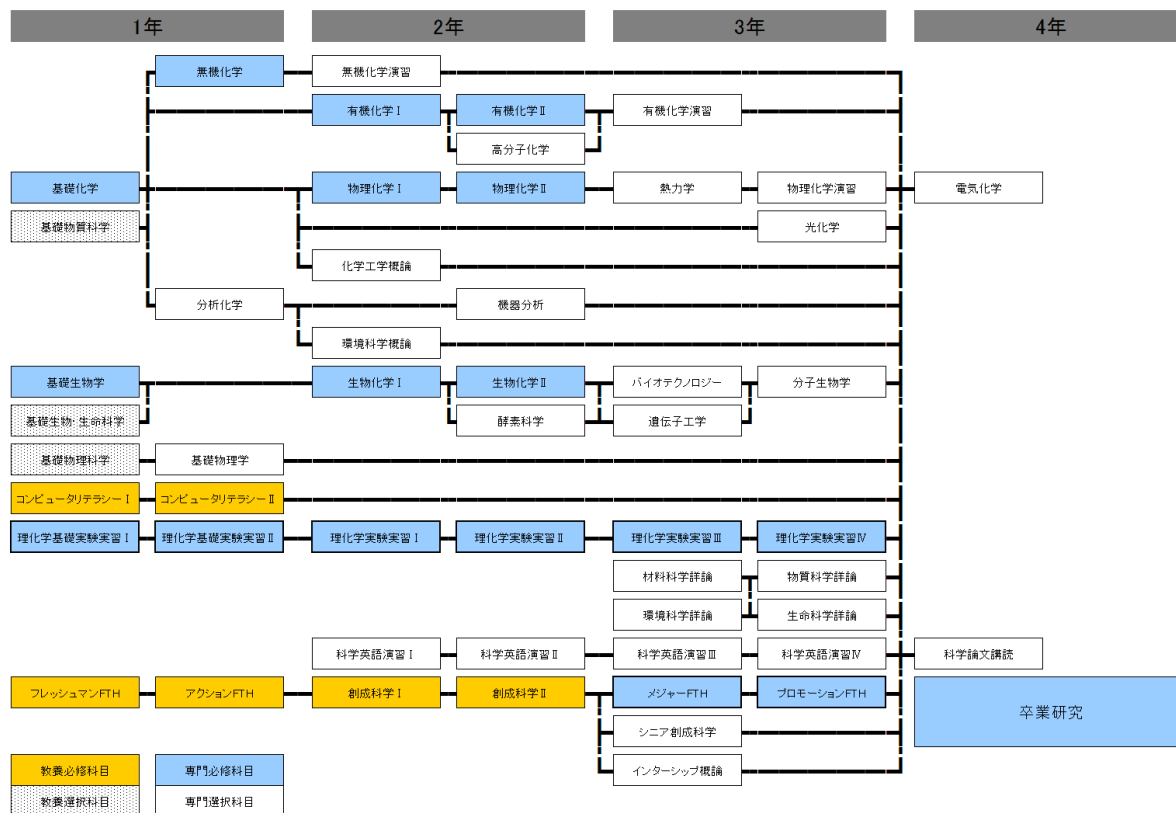 1年 2年 3年 4年
無機化学 無機化学演習
有機化学Ⅰ 有機化学Ⅱ 有機化学演習
高分子化学
基礎化学 物理化学Ⅰ 物理化学Ⅱ 熱力学 物理化学演習 電気化学
基礎物質科学 光化学
化学工学概論
分析化学 機器分析
環境科学概論
基礎生物学 生物化学Ⅰ 生物化学Ⅱ バイオテクノロジー 分子生物学
基礎生物・生命科学 酵素科学 遺伝子工学
基礎物理科学 基礎物理学
コンピュータリテラシーⅠ コンピュータリテラシーⅡ
理化学基礎実験実習Ⅰ 理化学基礎実験実習Ⅱ 理化学実験実習Ⅰ 理化学実験実習Ⅱ 理化学実験実習Ⅲ 理化学実験実習Ⅳ
材料科学詳論 物質科学詳論
環境科学詳論 生命科学詳論
科学英語演習Ⅰ 科学英語演習Ⅱ 科学英語演習Ⅲ 科学英語演習Ⅳ 科学論文講読
フレッシュマンFTH アクションFTH 創成科学Ⅰ 創成科学Ⅱ メジャーFTH プロモーションFTH
卒業研究
シニア創成科学
教養必修科目 専門必修科目 インターシップ概論
教養選択科目 専門選択科目